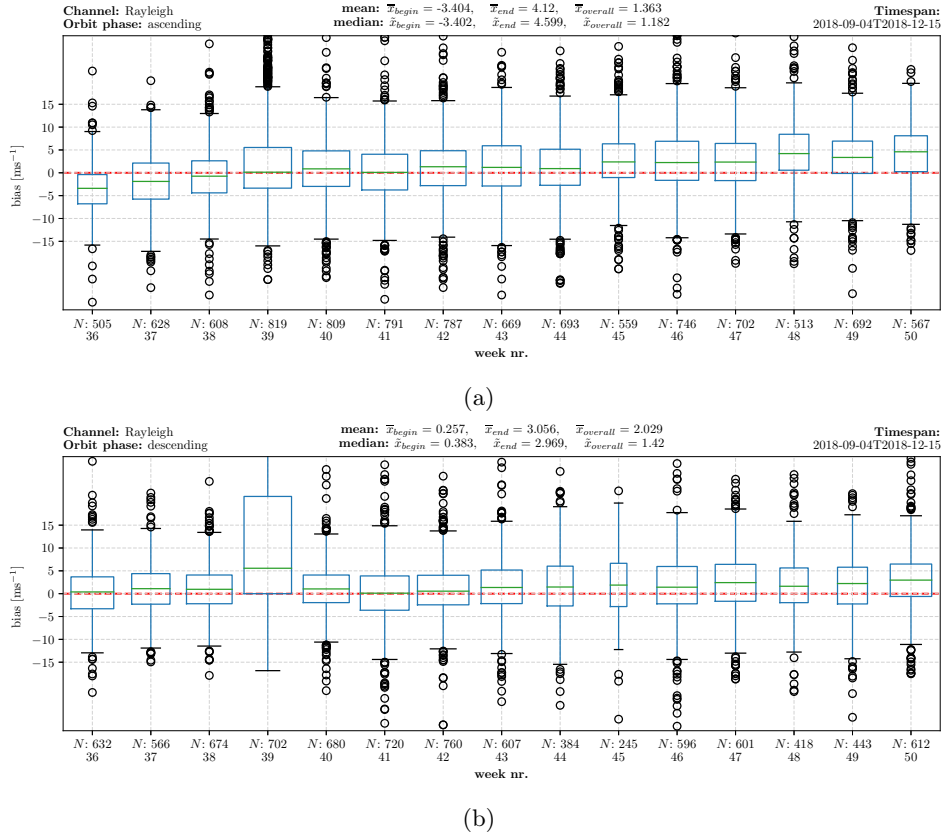 Channel: Rayleigh
Orbit phase: ascending
mean: x̅begin = -3.404, x̅end = 4.12, x̅overall = 1.363
median: x̃begin = -3.402, x̃end = 4.599, x̃overall = 1.182
Timespan:
2018-09-04T2018-12-15
bias [ms⁻¹]
15
10
5
0
−5
−10
−15
N: 505 N: 628 N: 608 N: 819 N: 809 N: 791 N: 787 N: 669 N: 693 N: 559 N: 746 N: 702 N: 513 N: 692 N: 567
36 37 38 39 40 41 42 43 44 45 46 47 48 49 50
week nr.
(a)
Channel: Rayleigh
Orbit phase: descending
mean: x̅begin = 0.257, x̅end = 3.056, x̅overall = 2.029
median: x̃begin = 0.383, x̃end = 2.969, x̃overall = 1.42
Timespan:
2018-09-04T2018-12-15
bias [ms⁻¹]
15
10
5
0
−5
−10
−15
N: 632 N: 566 N: 674 N: 702 N: 680 N: 720 N: 760 N: 607 N: 384 N: 245 N: 596 N: 601 N: 418 N: 443 N: 612
36 37 38 39 40 41 42 43 44 45 46 47 48 49 50
week nr.
(b)